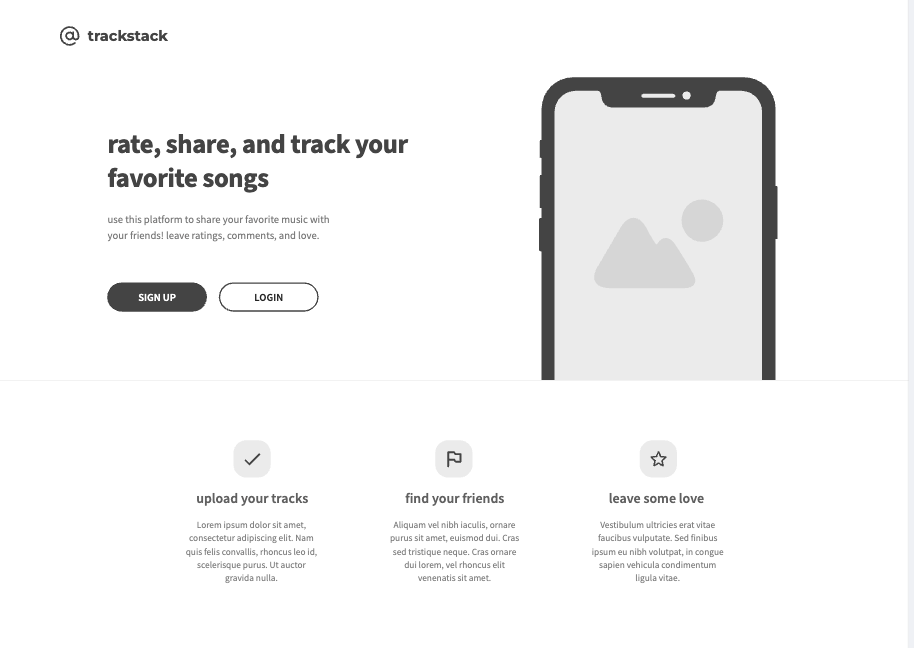 @ trackstack
rate, share, and track your
favorite songs
use this platform to share your favorite music with
your friends! leave ratings, comments, and love.
SIGN UP
LOGIN
upload your tracks
Lorem ipsum dolor sit amet,
consectetur adipiscing elit. Nam
quis felis convallis, rhoncus leo id,
scelerisque purus. Ut auctor
gravida nulla.
find your friends
Aliquam vel nibh iaculis, ornare
purus sit amet, euismod dui. Cras
sed tristique neque. Cras ornare
dui lorem, vel rhoncus elit
venenatis sit amet.
leave some love
Vestibulum ultricies erat vitae
faucibus vulputate. Sed finibus
ipsum eu nibh volutpat, in congue
sapien vehicula condimentum
ligula vitae.